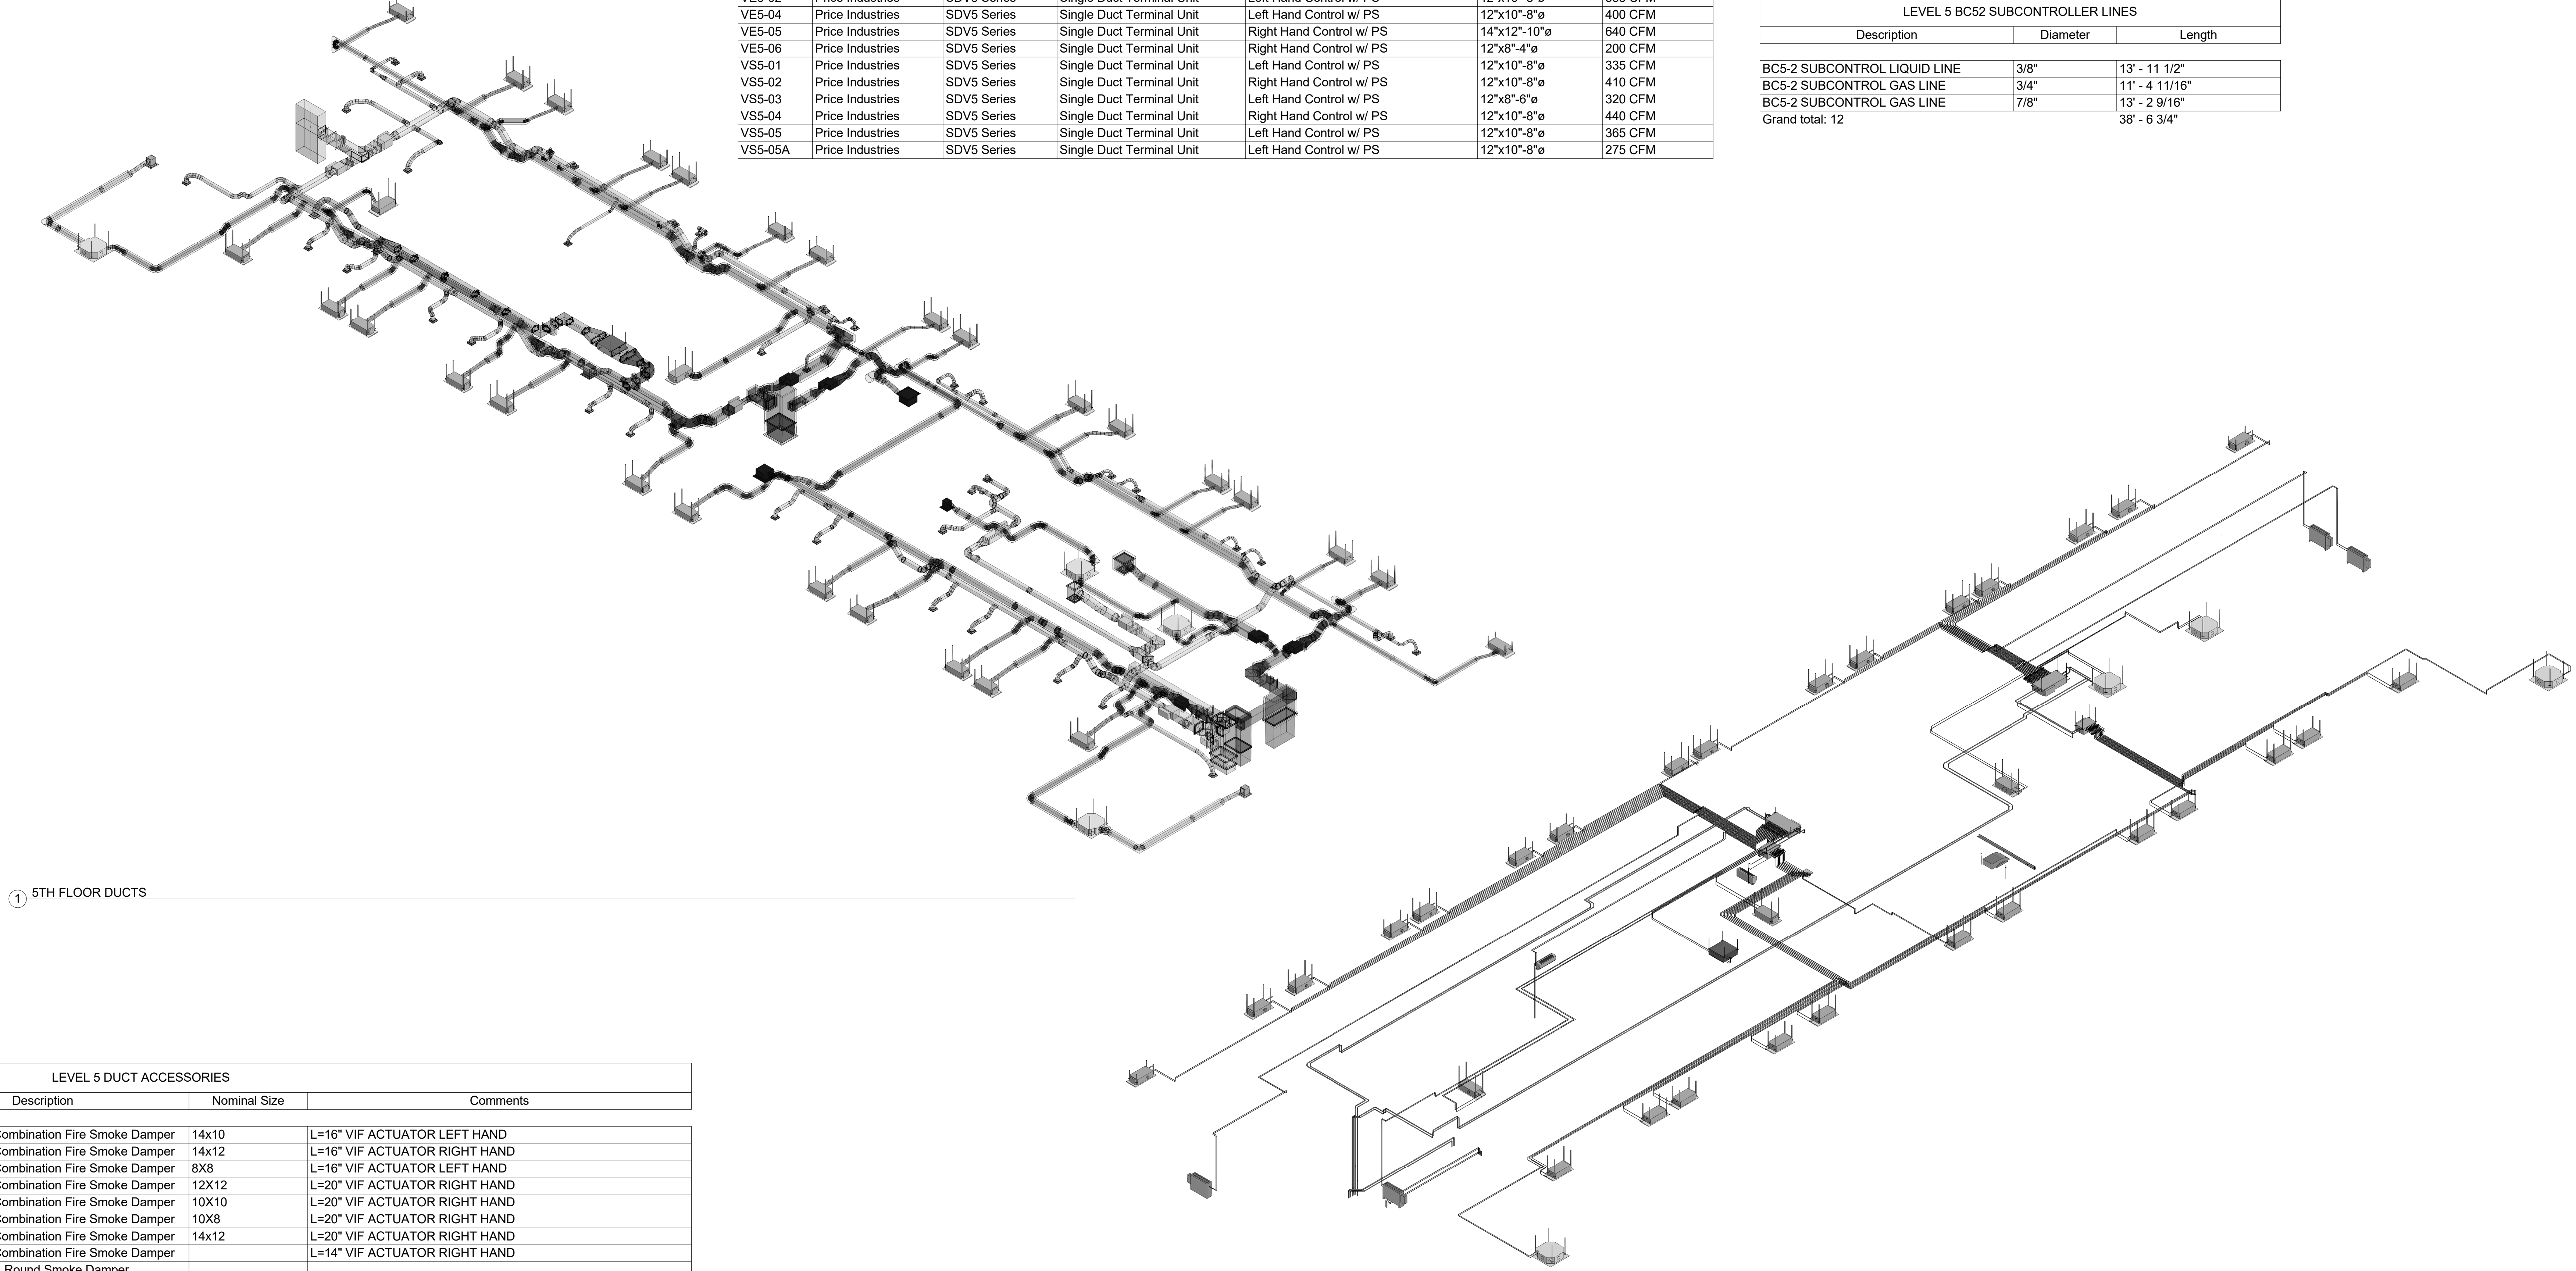 VE5-04 Price Industries SDV5 Series Single Duct Terminal Unit Left Hand Control w/ PS 12"x10"-8"ø 400 CFM
VE5-05 Price Industries SDV5 Series Single Duct Terminal Unit Right Hand Control w/ PS 14"x12"-10"ø 640 CFM
VE5-06 Price Industries SDV5 Series Single Duct Terminal Unit Right Hand Control w/ PS 12"x8"-4"ø 200 CFM
VS5-01 Price Industries SDV5 Series Single Duct Terminal Unit Left Hand Control w/ PS 12"x10"-8"ø 335 CFM
VS5-02 Price Industries SDV5 Series Single Duct Terminal Unit Right Hand Control w/ PS 12"x10"-8"ø 410 CFM
VS5-03 Price Industries SDV5 Series Single Duct Terminal Unit Left Hand Control w/ PS 12"x8"-6"ø 320 CFM
VS5-04 Price Industries SDV5 Series Single Duct Terminal Unit Right Hand Control w/ PS 12"x10"-8"ø 440 CFM
VS5-05 Price Industries SDV5 Series Single Duct Terminal Unit Left Hand Control w/ PS 12"x10"-8"ø 365 CFM
VS5-05A Price Industries SDV5 Series Single Duct Terminal Unit Left Hand Control w/ PS 12"x10"-8"ø 275 CFM
LEVEL 5 BC52 SUBCONTROLLER LINES
Description Diameter Length
BC5-2 SUBCONTROL LIQUID LINE 3/8" 13' - 11 1/2"
BC5-2 SUBCONTROL GAS LINE 3/4" 11' - 4 11/16"
BC5-2 SUBCONTROL GAS LINE 7/8" 13' - 2 9/16"
Grand total: 12 38' - 6 3/4"
1 5TH FLOOR DUCTS
LEVEL 5 DUCT ACCESSORIES
Description Nominal Size Comments
Combination Fire Smoke Damper 14x10 L=16" VIF ACTUATOR LEFT HAND
Combination Fire Smoke Damper 14x12 L=16" VIF ACTUATOR RIGHT HAND
Combination Fire Smoke Damper 8X8 L=16" VIF ACTUATOR LEFT HAND
Combination Fire Smoke Damper 12X12 L=20" VIF ACTUATOR RIGHT HAND
Combination Fire Smoke Damper 10X10 L=20" VIF ACTUATOR RIGHT HAND
Combination Fire Smoke Damper 10X8 L=20" VIF ACTUATOR RIGHT HAND
Combination Fire Smoke Damper 14x12 L=20" VIF ACTUATOR RIGHT HAND
Combination Fire Smoke Damper L=14" VIF ACTUATOR RIGHT HAND
Round Smoke Damper